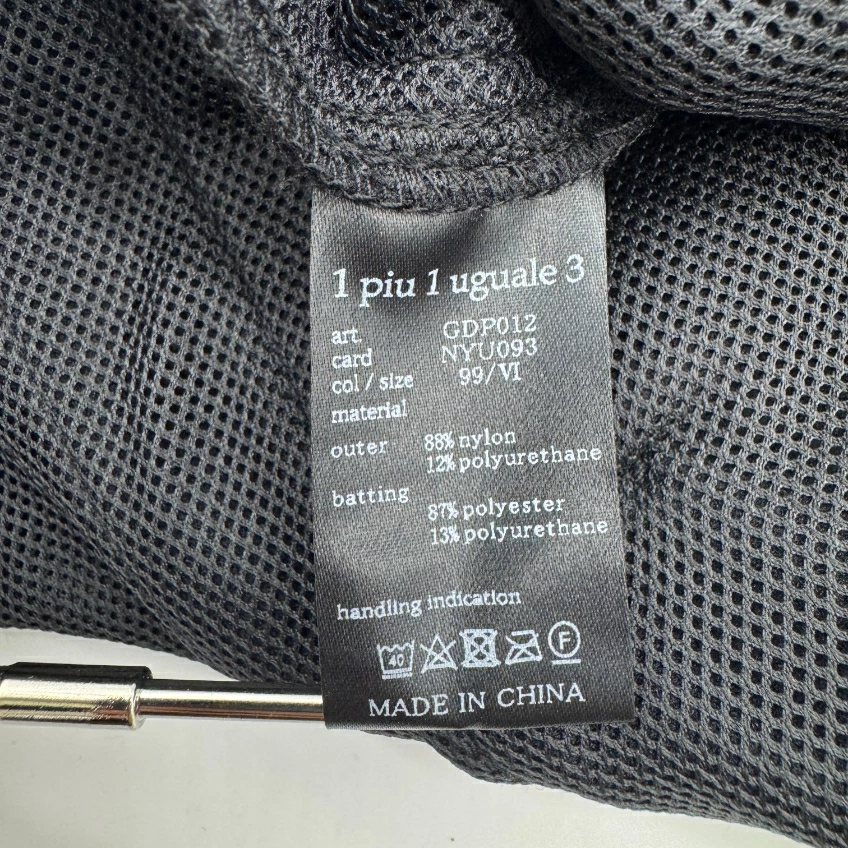 1 piu 1 uguale 3
art. GDP012
card NYU093
col / size 99/Ⅵ
material
outer 88% nylon
12% polyurethane
batting
87% polyester
13% polyurethane
handling indication
40 F
MADE IN CHINA